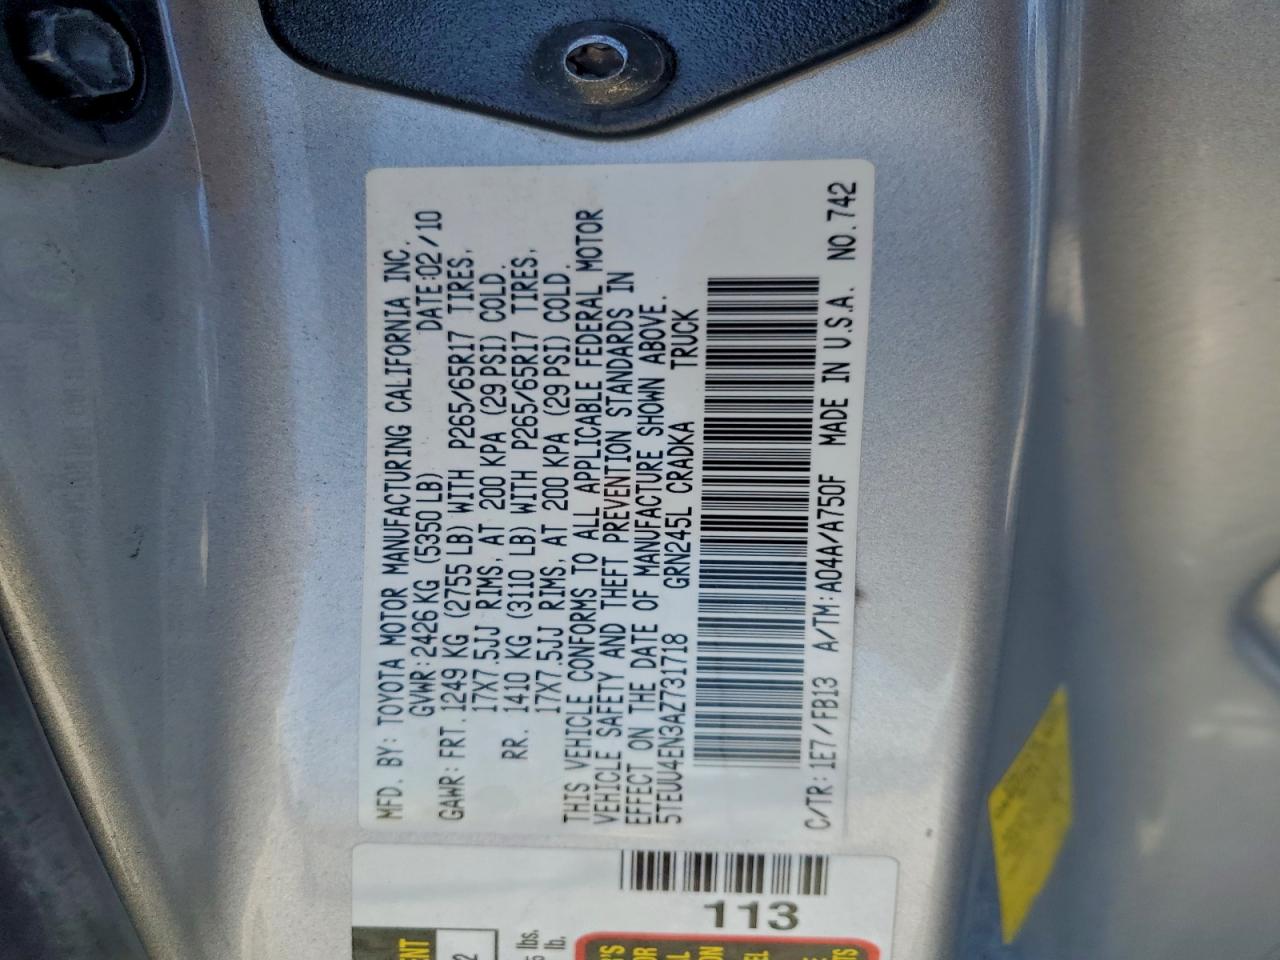 MFD. BY: TOYOTA MOTOR MANUFACTURING CALIFORNIA INC.
GVWR: 2426 KG (5350 LB) DATE: 02/10
GAWR: FRT. 1249 KG (2755 LB) WITH P265/65R17 TIRES,
17X7.5JJ RIMS, AT 200 KPA (29 PSI) COLD.
RR. 1410 KG (3110 LB) WITH P265/65R17 TIRES,
17X7.5JJ RIMS, AT 200 KPA (29 PSI) COLD.
THIS VEHICLE CONFORMS TO ALL APPLICABLE FEDERAL MOTOR
VEHICLE SAFETY AND THEFT PREVENTION STANDARDS IN
EFFECT ON THE DATE OF MANUFACTURE SHOWN ABOVE.
5TEUU4EN3AZ731718 GRN245L CRADKA TRUCK
C/TR: 1E7/FB13 A/TM: A04A/A750F MADE IN U.S.A. NO. 742
ENT
2
lbs.
lb.
113